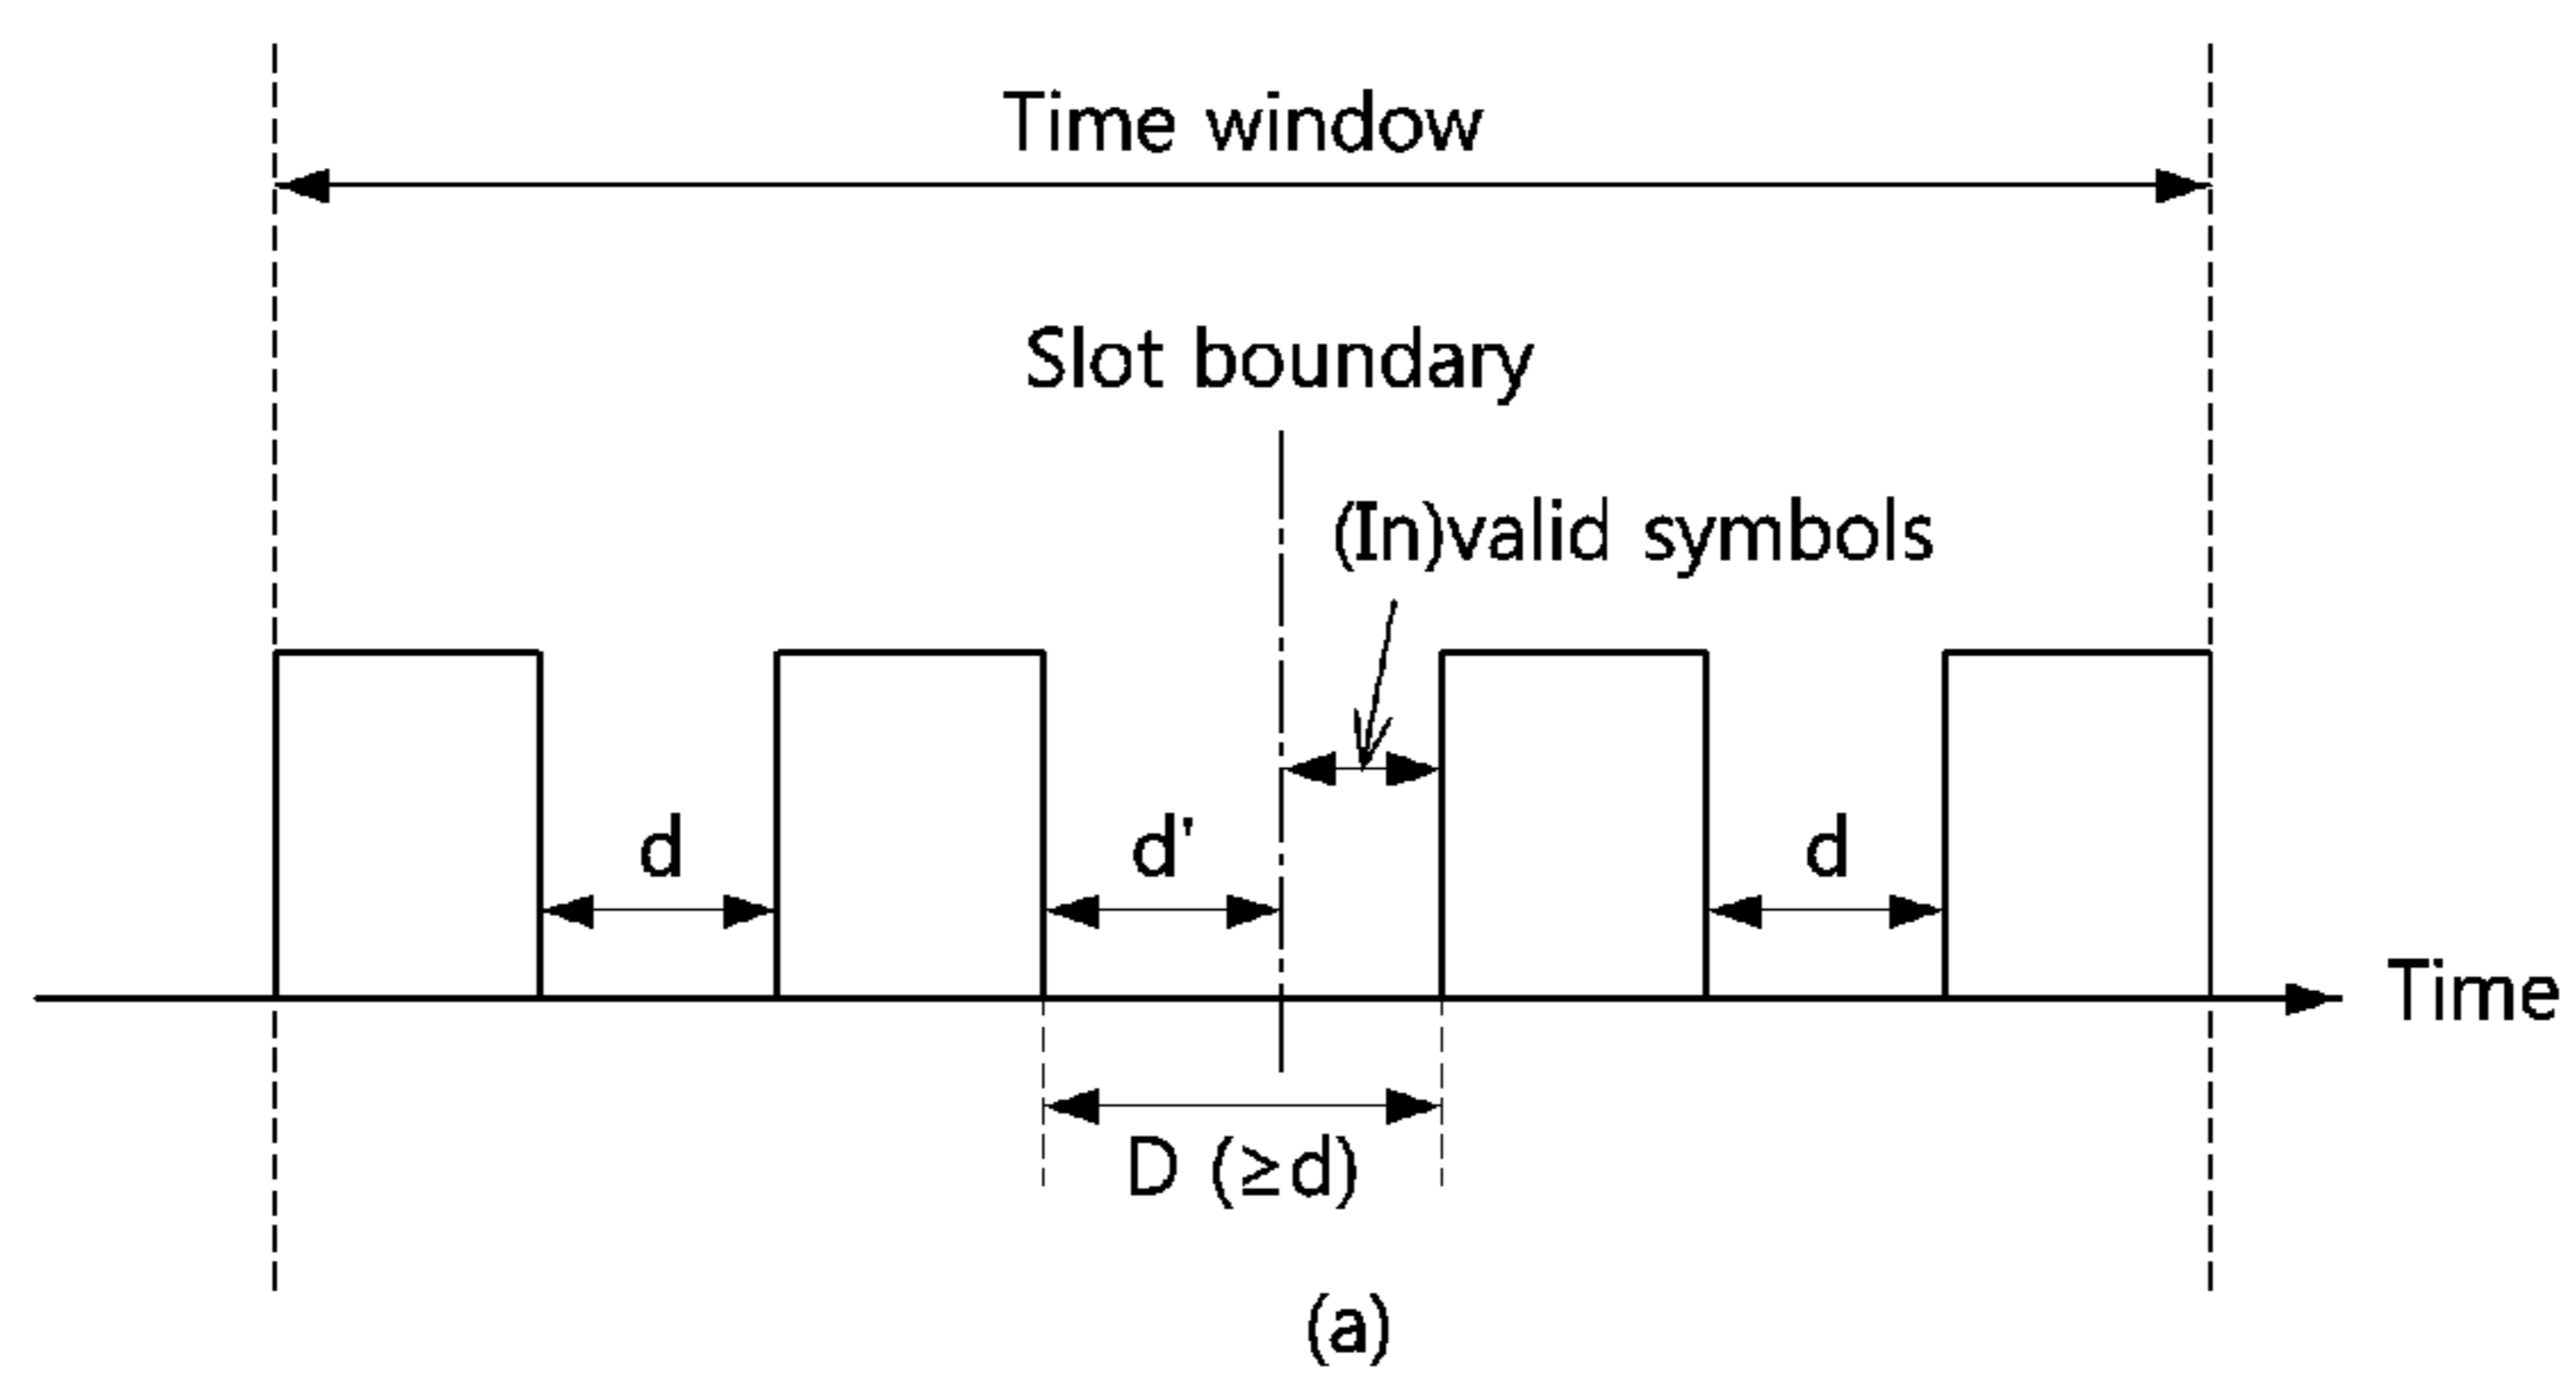 Time window
Slot boundary
(In)valid symbols
d
d'
d
Time
D (≥d)
(a)